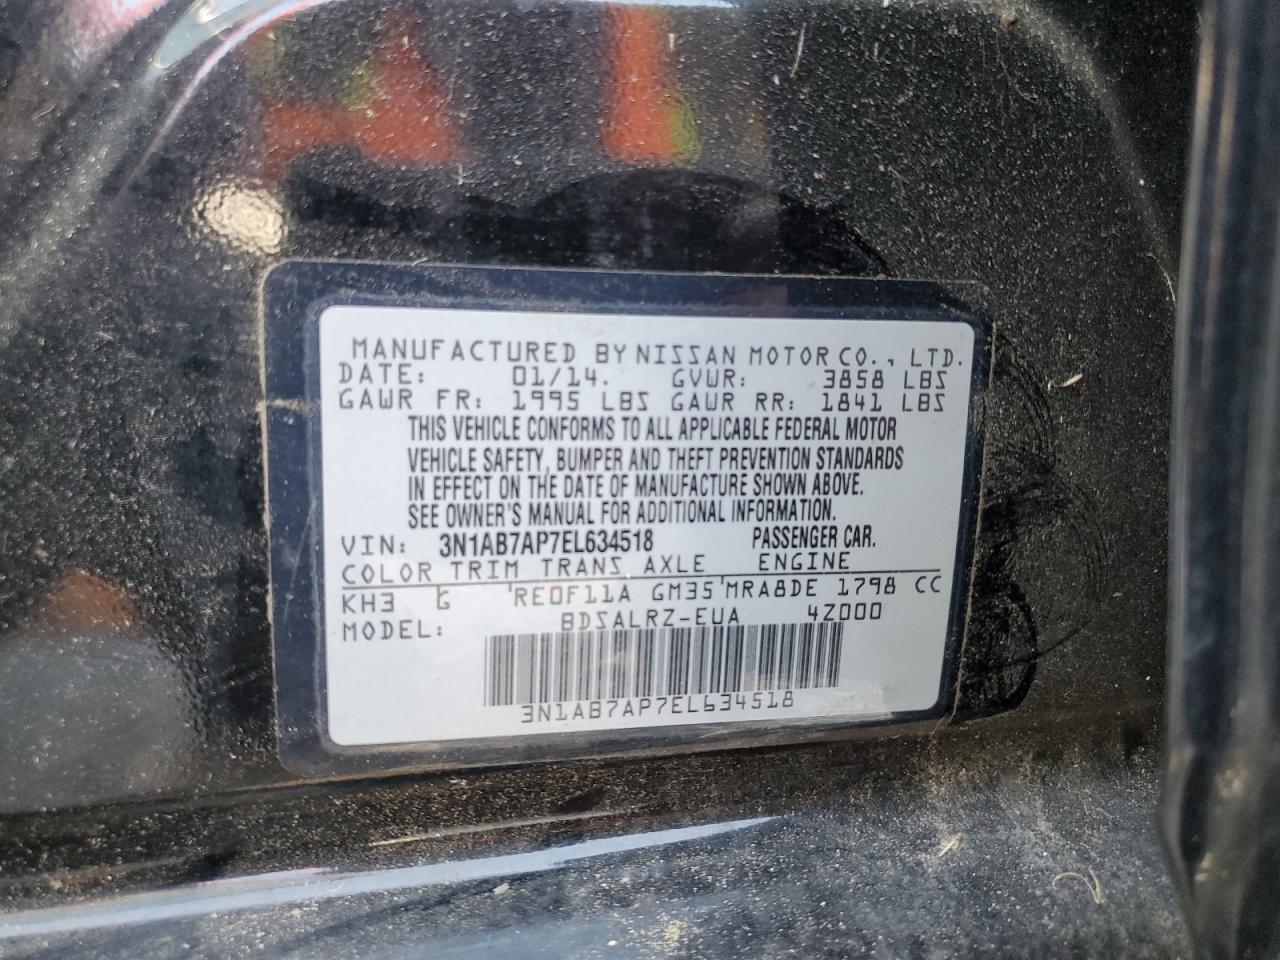 MANUFACTURED BY NISSAN MOTOR CO., LTD.
DATE: 01/14. GVWR: 3858 LBS
GAWR FR: 1995 LBS GAWR RR: 1841 LBS
THIS VEHICLE CONFORMS TO ALL APPLICABLE FEDERAL MOTOR
VEHICLE SAFETY, BUMPER AND THEFT PREVENTION STANDARDS
IN EFFECT ON THE DATE OF MANUFACTURE SHOWN ABOVE.
SEE OWNER'S MANUAL FOR ADDITIONAL INFORMATION.
VIN: 3N1AB7AP7EL634518 PASSENGER CAR.
COLOR TRIM TRANS AXLE ENGINE
KH3 G RE0F11A GM35 MRA8DE 1798 CC
MODEL: BDSALRZ-EUA 4Z000
3N1AB7AP7EL634518